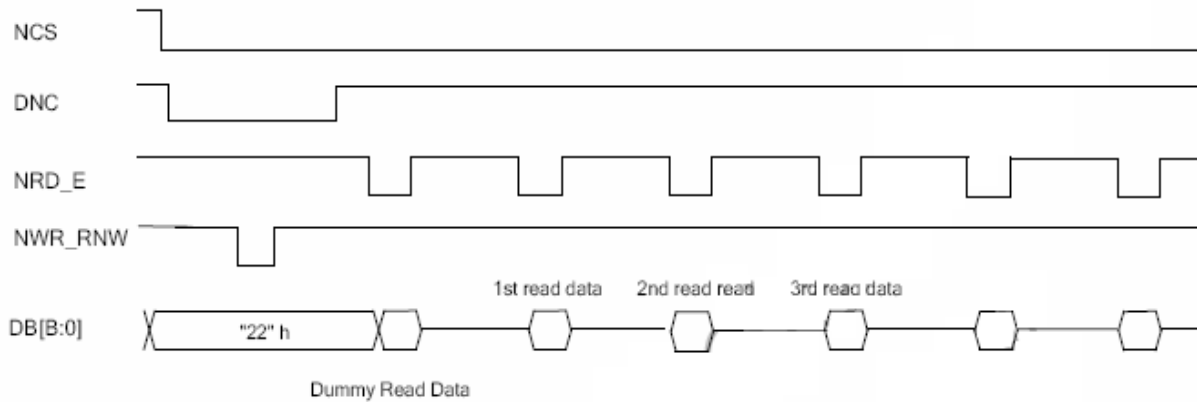 NCS
DNC
NRD_E
NWR_RNW
1st read data 2nd read read 3rd read data
DB[B:0] "22" h
Dummy Read Data